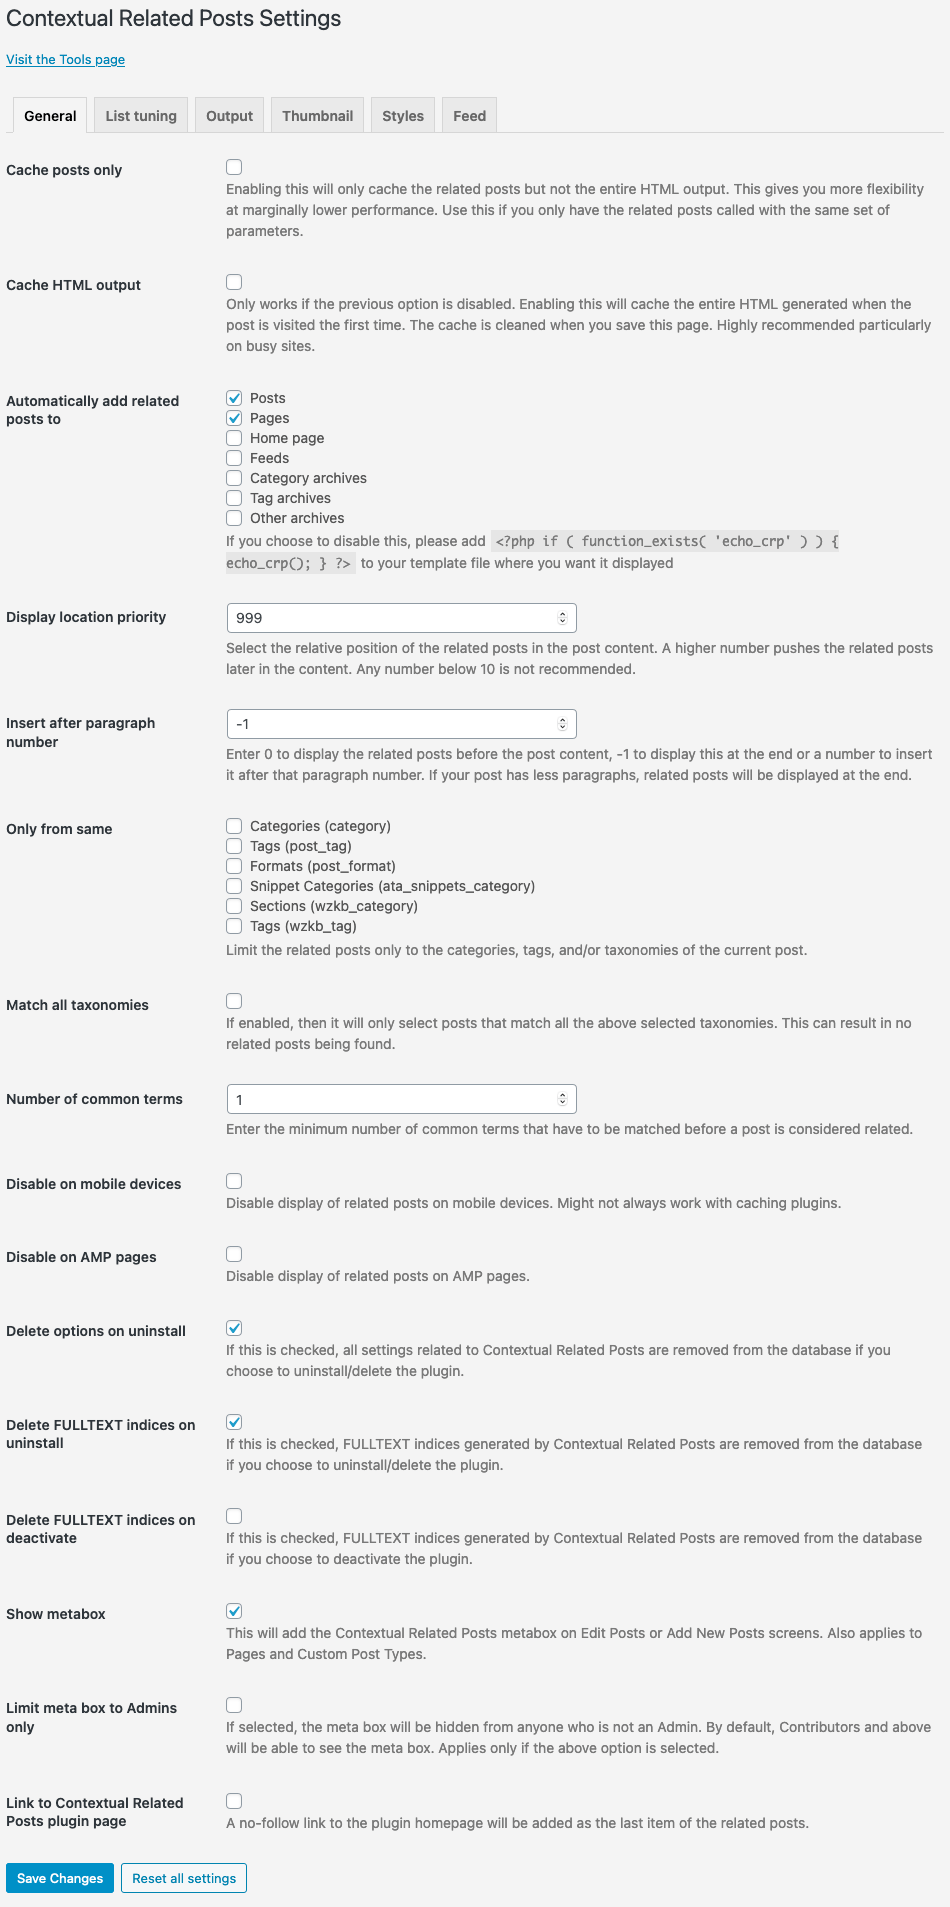 Contextual Related Posts Settings
Visit the Tools page
General
List tuning
Output
Thumbnail
Styles
Feed
Cache posts only
Enabling this will only cache the related posts but not the entire HTML output. This gives you more flexibility
at marginally lower performance. Use this if you only have the related posts called with the same set of
parameters.
Cache HTML output
Only works if the previous option is disabled. Enabling this will cache the entire HTML generated when the
post is visited the first time. The cache is cleaned when you save this page. Highly recommended particularly
on busy sites.
Automatically add related
posts to
Posts
Pages
Home page
Feeds
Category archives
Tag archives
Other archives
If you choose to disable this, please add <?php if ( function_exists( 'echo_crp' ) ) {
echo_crp(); } ?> to your template file where you want it displayed
Display location priority
999
Select the relative position of the related posts in the post content. A higher number pushes the related posts
later in the content. Any number below 10 is not recommended.
Insert after paragraph
number
-1
Enter 0 to display the related posts before the post content, -1 to display this at the end or a number to insert
it after that paragraph number. If your post has less paragraphs, related posts will be displayed at the end.
Only from same
Categories (category)
Tags (post_tag)
Formats (post_format)
Snippet Categories (ata_snippets_category)
Sections (wzkb_category)
Tags (wzkb_tag)
Limit the related posts only to the categories, tags, and/or taxonomies of the current post.
Match all taxonomies
If enabled, then it will only select posts that match all the above selected taxonomies. This can result in no
related posts being found.
Number of common terms
1
Enter the minimum number of common terms that have to be matched before a post is considered related.
Disable on mobile devices
Disable display of related posts on mobile devices. Might not always work with caching plugins.
Disable on AMP pages
Disable display of related posts on AMP pages.
Delete options on uninstall
If this is checked, all settings related to Contextual Related Posts are removed from the database if you
choose to uninstall/delete the plugin.
Delete FULLTEXT indices on
uninstall
If this is checked, FULLTEXT indices generated by Contextual Related Posts are removed from the database
if you choose to uninstall/delete the plugin.
Delete FULLTEXT indices on
deactivate
If this is checked, FULLTEXT indices generated by Contextual Related Posts are removed from the database
if you choose to deactivate the plugin.
Show metabox
This will add the Contextual Related Posts metabox on Edit Posts or Add New Posts screens. Also applies to
Pages and Custom Post Types.
Limit meta box to Admins
only
If selected, the meta box will be hidden from anyone who is not an Admin. By default, Contributors and above
will be able to see the meta box. Applies only if the above option is selected.
Link to Contextual Related
Posts plugin page
A no-follow link to the plugin homepage will be added as the last item of the related posts.
Save Changes
Reset all settings